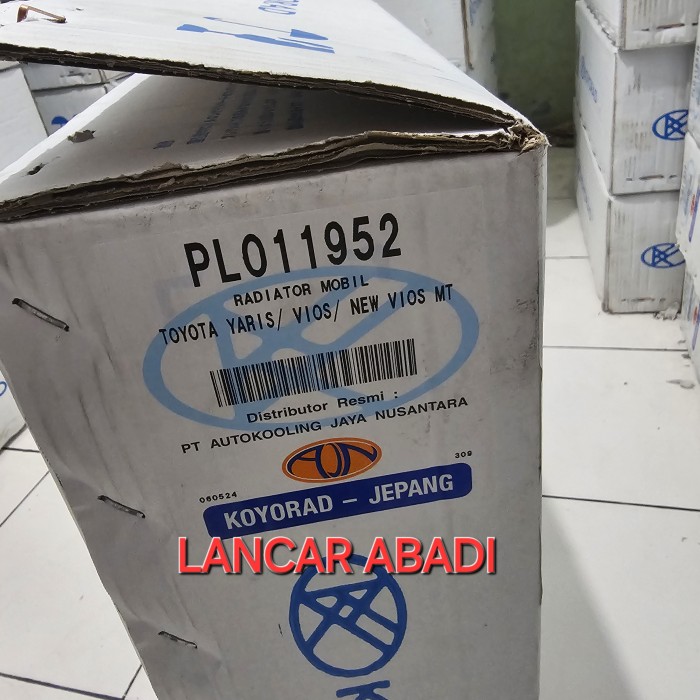 PL011952
RADIATOR MOBIL
TOYOTA YARIS/ VIOS/ NEW VIOS MT
Distributor Resmi :
PT AUTOKOOLING JAYA NUSANTARA
AJN
060524
309
KOYORAD - JEPANG
LANCAR ABADI